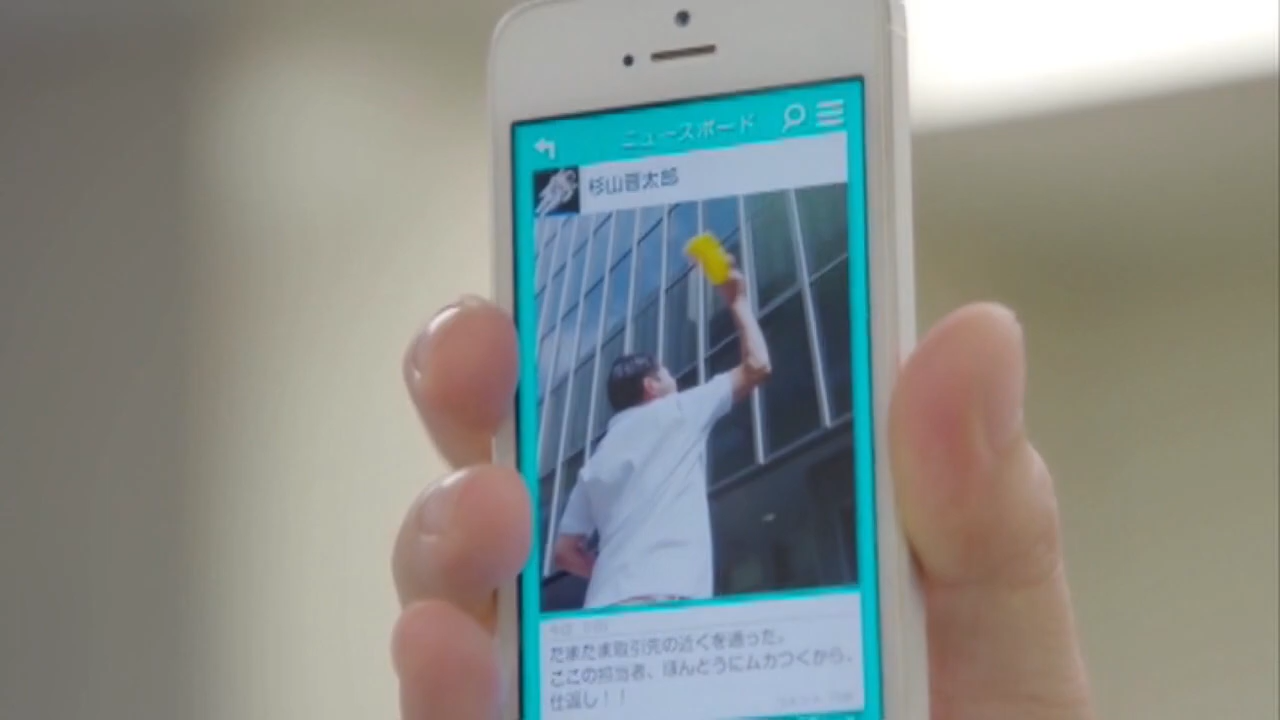 ニュースボード
杉山晋太郎
たまたま取引先の近くを通った。
ここの担当者、ほんとうにムカつくから、
仕返し！！